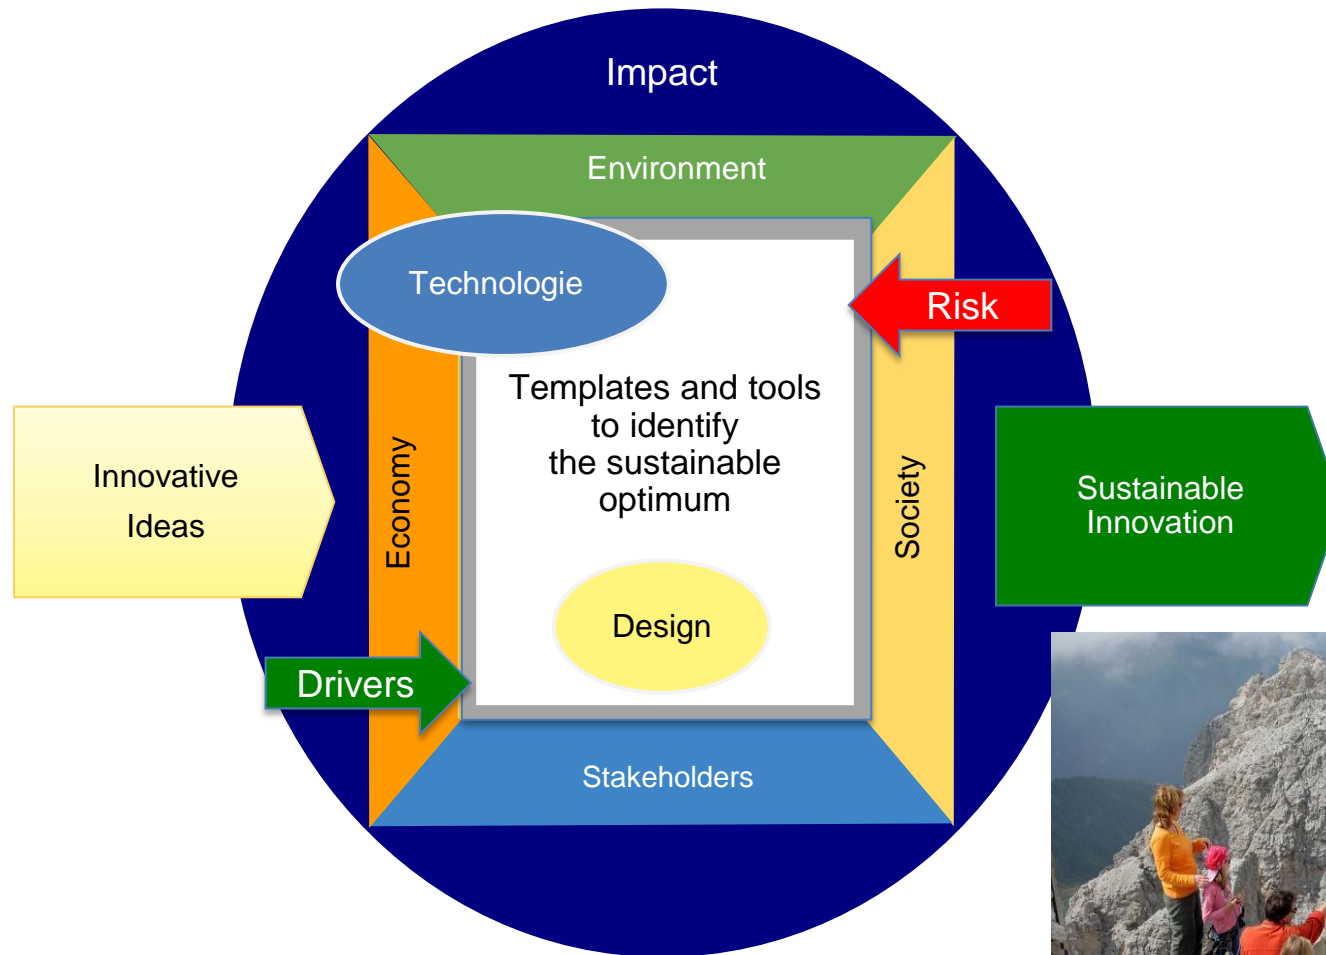 Impact
Environment
Technologie
Risk
Templates and tools
to identify
the sustainable
optimum
Innovative
Ideas
Economy
Society
Sustainable
Innovation
Design
Drivers
Stakeholders